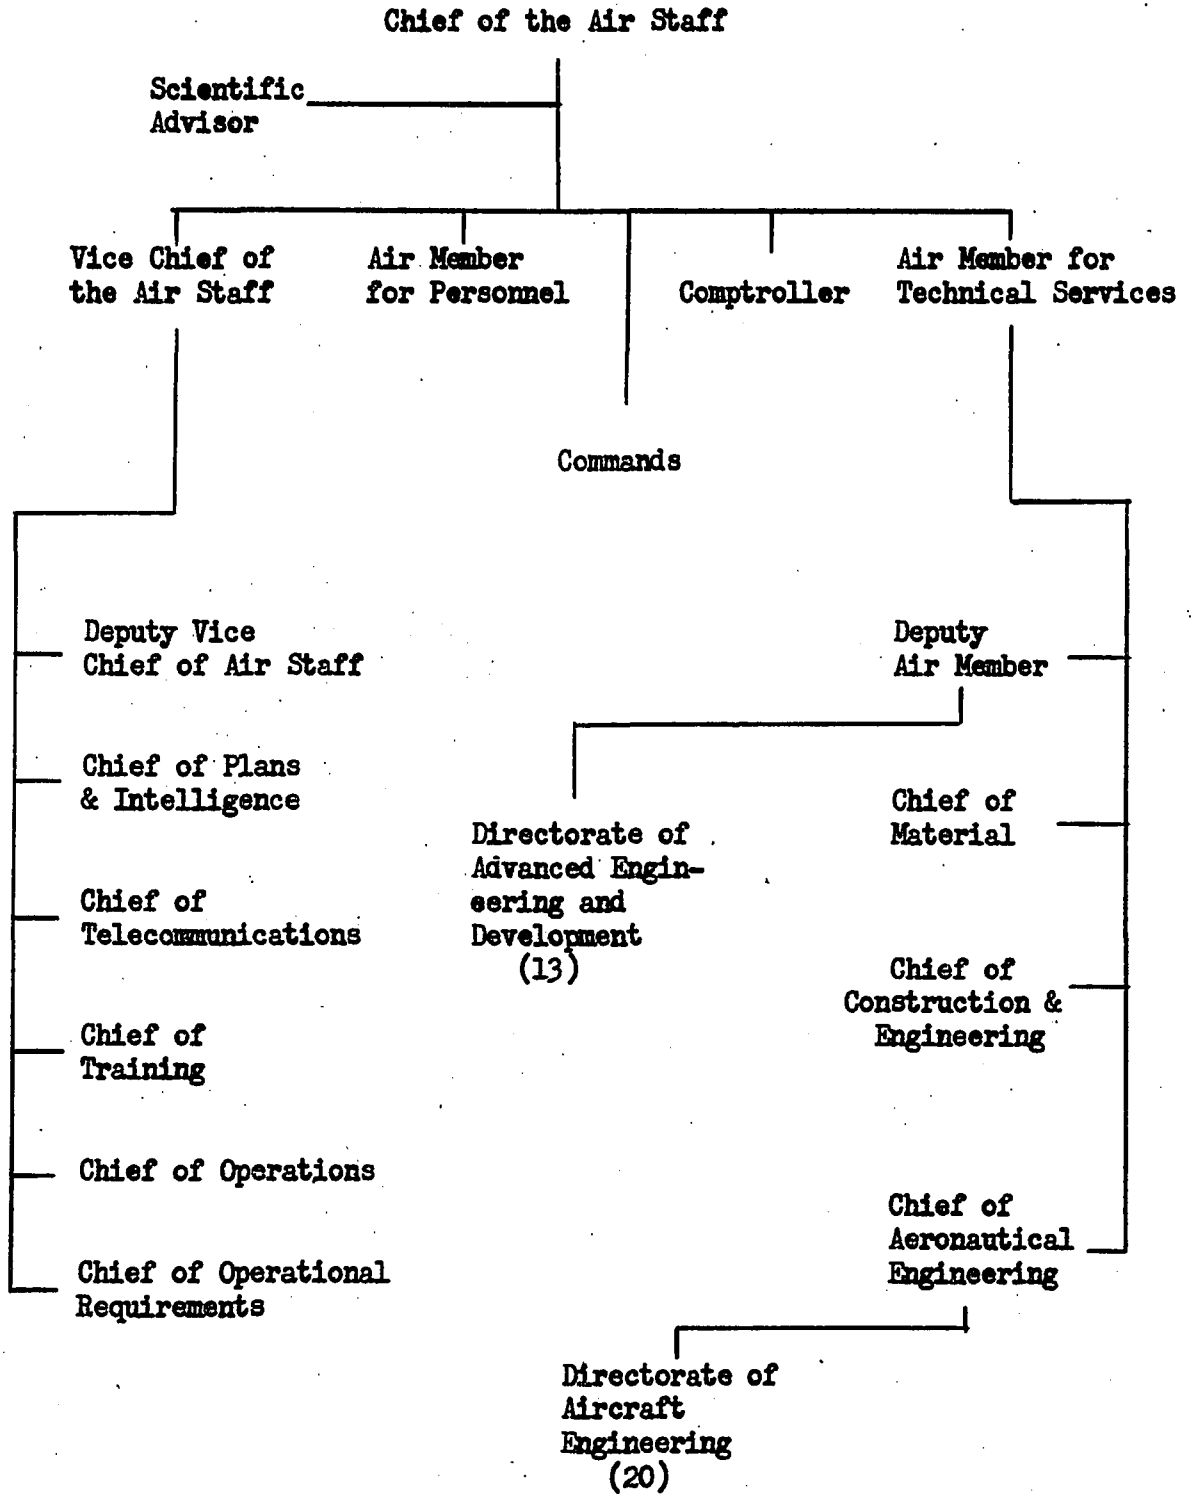 Chief of the Air Staff
Scientific
Advisor
Vice Chief of
the Air Staff
Air Member
for Personnel
Comptroller
Air Member for
Technical Services
Commands
Deputy Vice
Chief of Air Staff
Chief of Plans
& Intelligence
Chief of
Telecommunications
Chief of
Training
Chief of Operations
Chief of Operational
Requirements
Deputy
Air Member
Directorate of
Advanced Engin-
eering and
Development
(13)
Chief of
Material
Chief of
Construction &
Engineering
Chief of
Aeronautical
Engineering
Directorate of
Aircraft
Engineering
(20)